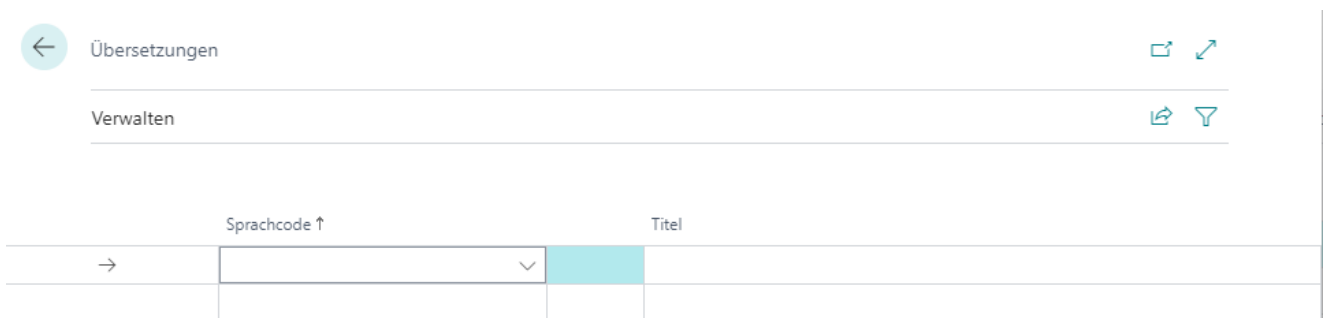 Übersetzungen
Verwalten
Sprachcode ↑ Titel